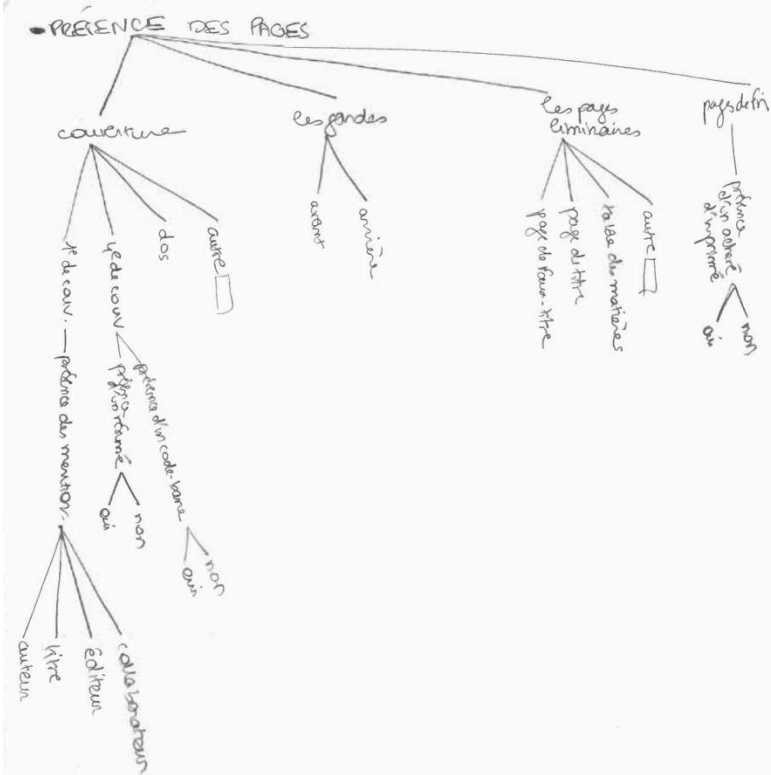 •PRÉSENCE DES PAGES
couverture
les gardes
les pages
liminaires
pages de fin
1e de couv.
4e de couv
dos
autre
avant
arrière
page de faux-titre
page de titre
table des matières
autre
présence
d'un acheré
d'imprimé
oui
non
présence des mention
présence
d'un résumé
oui
non
présence d'un code-barre
oui
non
auteur
titre
éditeur
collaborateur